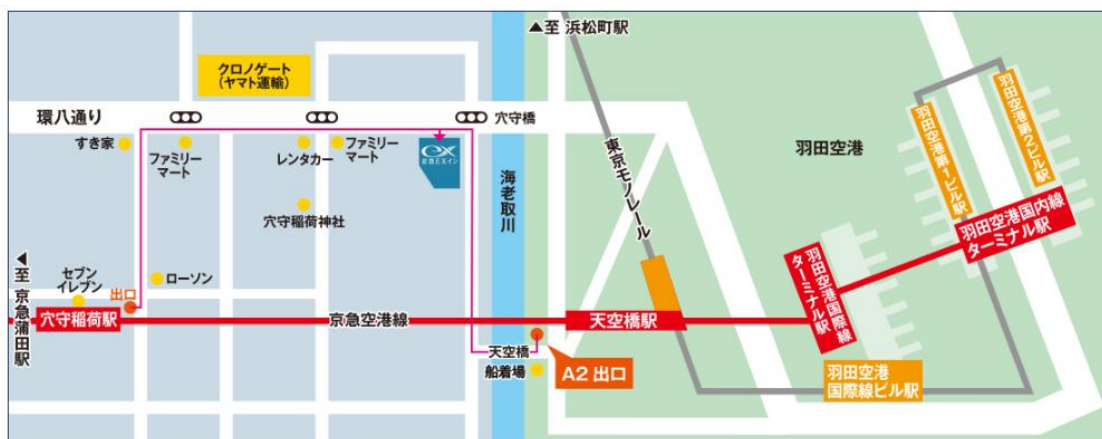 ▲至 浜松町駅
クロノゲート
(ヤマト運輸)
環八通り
穴守橋
すき家
ファミリー
マート
レンタカー
ファミリー
マート
ex
京急EXイン
穴守稲荷神社
海老取川
東京モノレール
羽田空港
羽田空港第1ビル駅
羽田空港第2ビル駅
羽田空港国内線
ターミナル駅
羽田空港国際線
ターミナル駅
▲至 京急蒲田駅
セブン
イレブン
ローソン
出口
穴守稲荷駅
京急空港線
天空橋駅
天空橋
船着場
A2 出口
羽田空港
国際線ビル駅